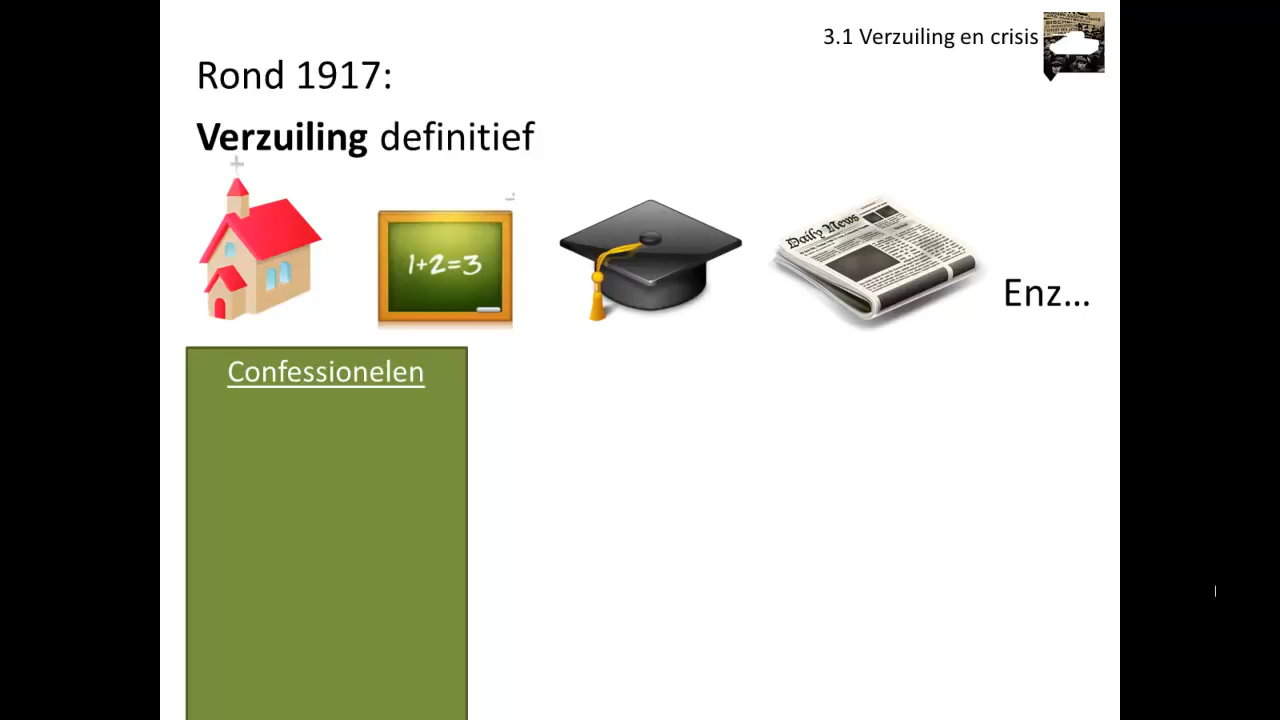 3.1 Verzuiling en crisis
Rond 1917:
Verzuiling definitief
1+2=3
Daily News
Enz...
Confessionelen